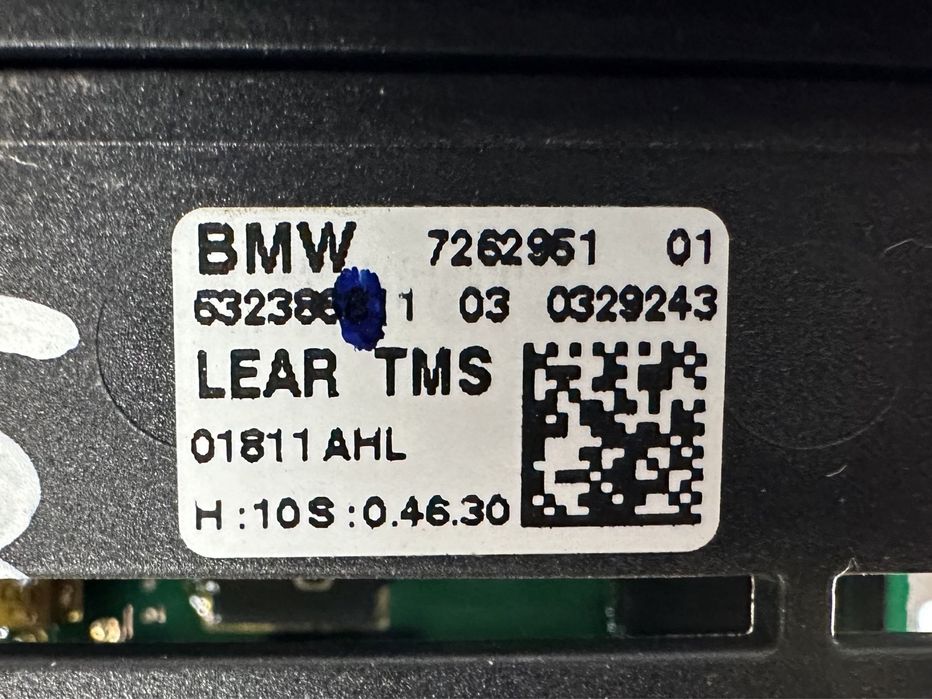 BMW 7262951 01
03 0329243
LEAR TMS
01811 AHL
H :10S :0.46.30